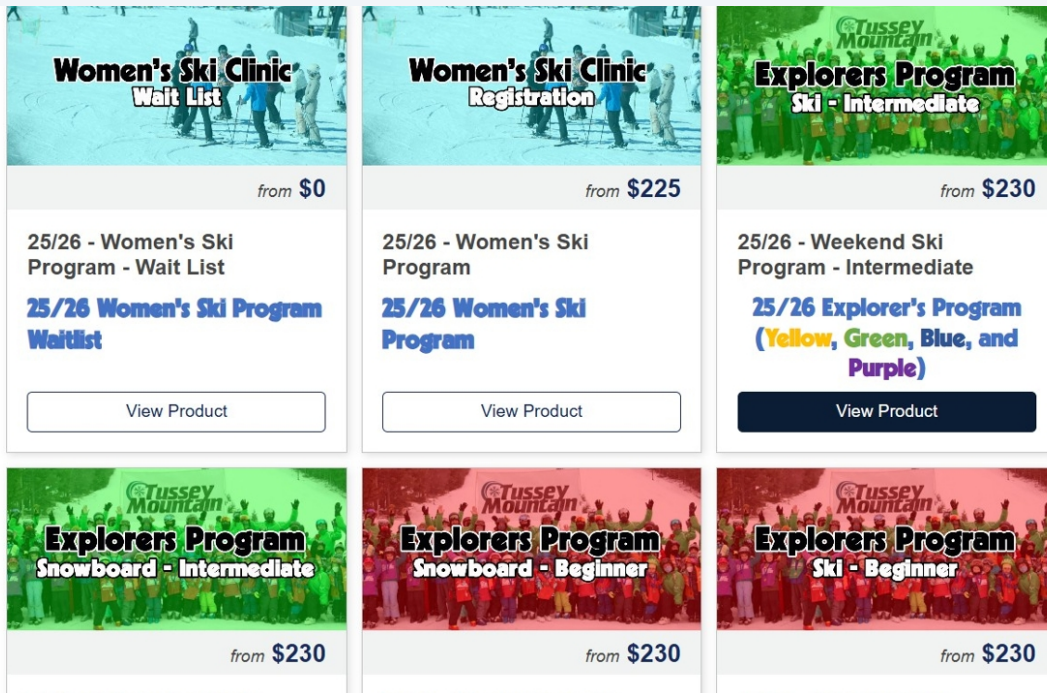 Women's Ski Clinic
Wait List
from $0
25/26 - Women's Ski
Program - Wait List
25/26 Women's Ski Program
Waitlist
View Product
Women's Ski Clinic
Registration
from $225
25/26 - Women's Ski
Program
25/26 Women's Ski
Program
View Product
Tussey
Mountain
Explorers Program
Ski - Intermediate
from $230
25/26 - Weekend Ski
Program - Intermediate
25/26 Explorer's Program
(Yellow, Green, Blue, and
Purple)
View Product
Tussey
Mountain
Explorers Program
Snowboard - Intermediate
from $230
Tussey
Mountain
Explorers Program
Snowboard - Beginner
from $230
Tussey
Mountain
Explorers Program
Ski - Beginner
from $230